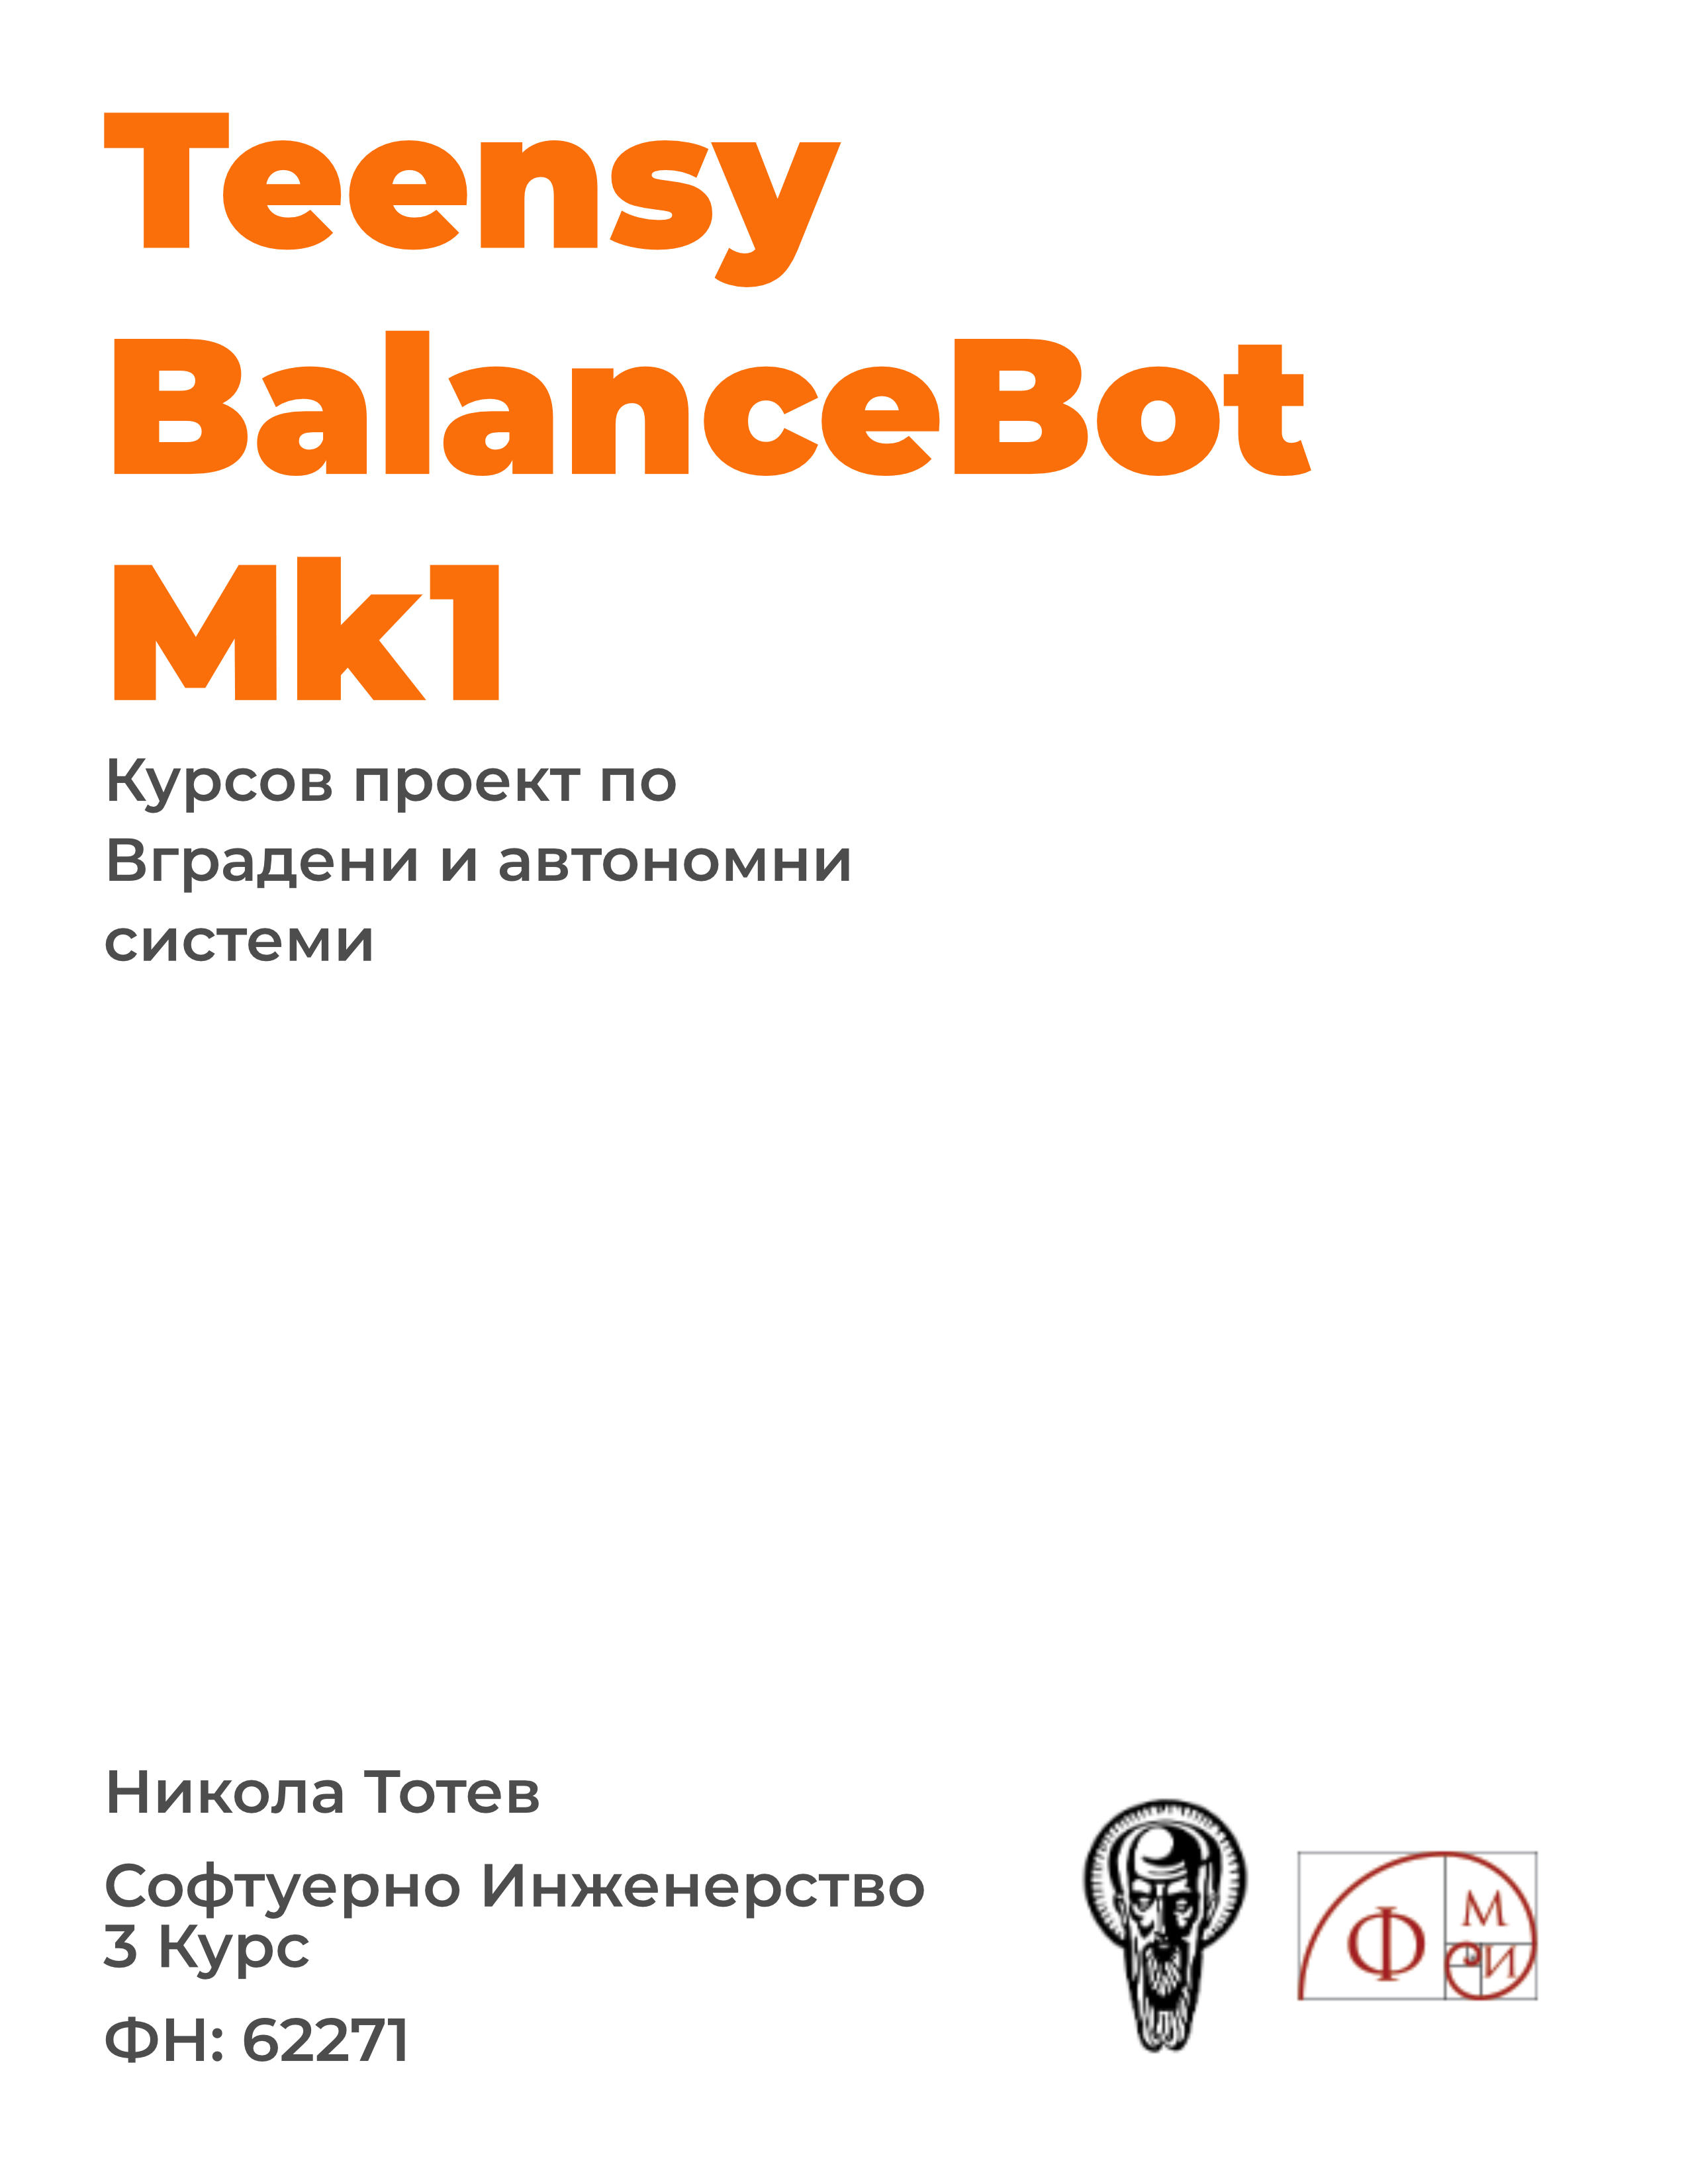 Teensy
BalanceBot
Mk1
Курсов проект по
Вградени и автономни
системи
Никола Тотев
Софтуерно Инженерство
3 Курс
ФН: 62271
Ф
М
И